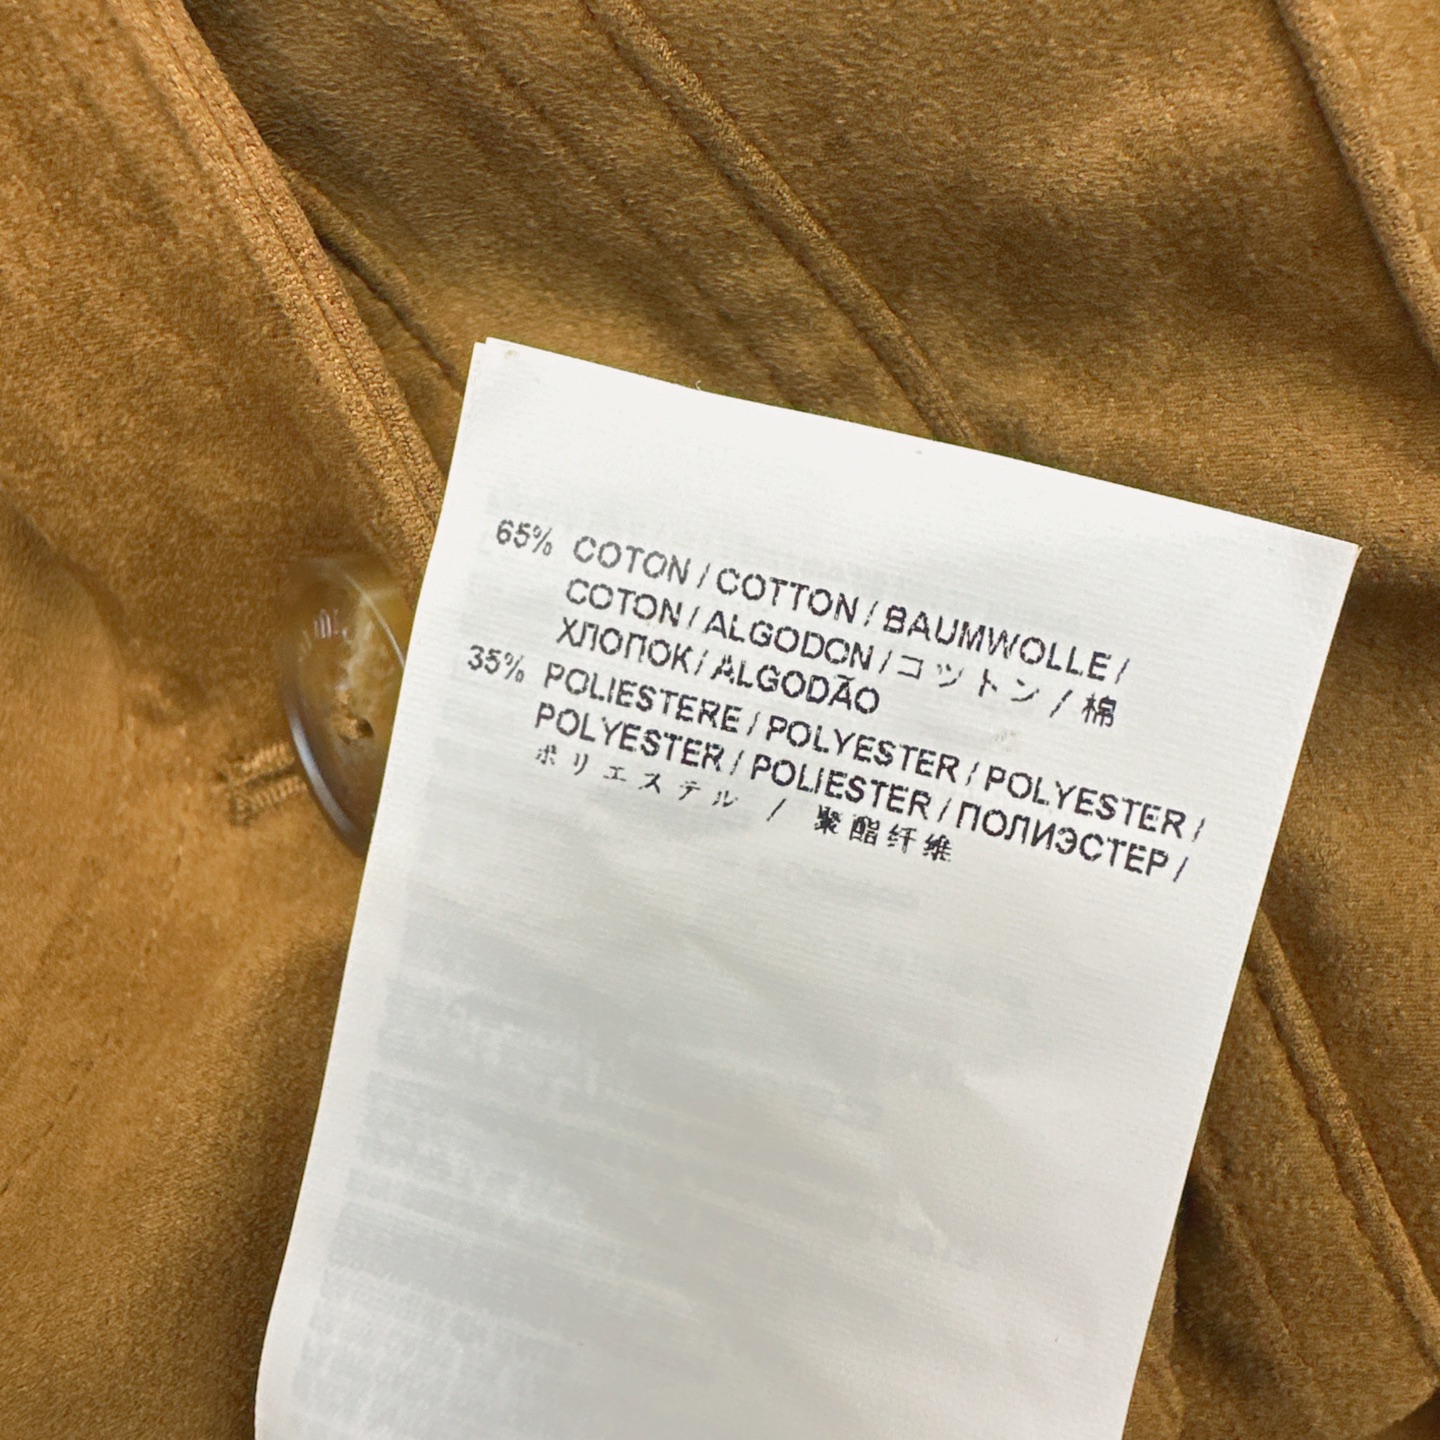 65% COTON / COTTON / BAUMWOLLE /
COTON / ALGODON / コットン / 棉
ХЛОПОК / ALGODÃO
35% POLIESTERE / POLYESTER / POLYESTER /
POLYESTER / POLIESTER / ПОЛИЭСТЕР /
ポリエステル / 聚酯纤维